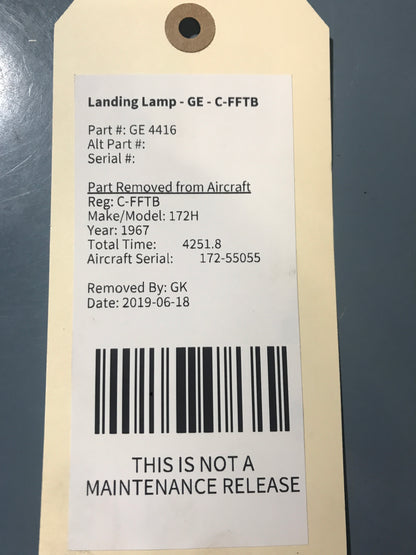 Landing Lamp - GE - C-FFTB
Part #: GE 4416
Alt Part #:
Serial #:
Part Removed from Aircraft
Reg: C-FFTB
Make/Model: 172H
Year: 1967
Total Time: 4251.8
Aircraft Serial: 172-55055
Removed By: GK
Date: 2019-06-18
THIS IS NOT A
MAINTENANCE RELEASE